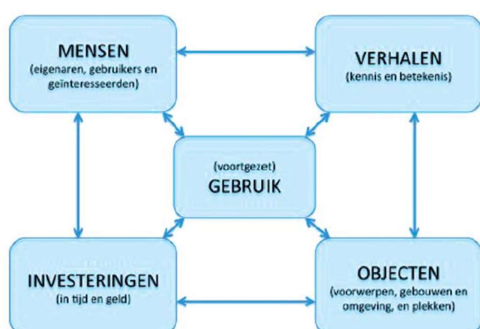 MENSEN
(eigenaren, gebruikers en
geïnteresseerden)
VERHALEN
(kennis en betekenis)
(voortgezet)
GEBRUIK
INVESTERINGEN
(in tijd en geld)
OBJECTEN
(voorwerpen, gebouwen en
omgeving, en plekken)